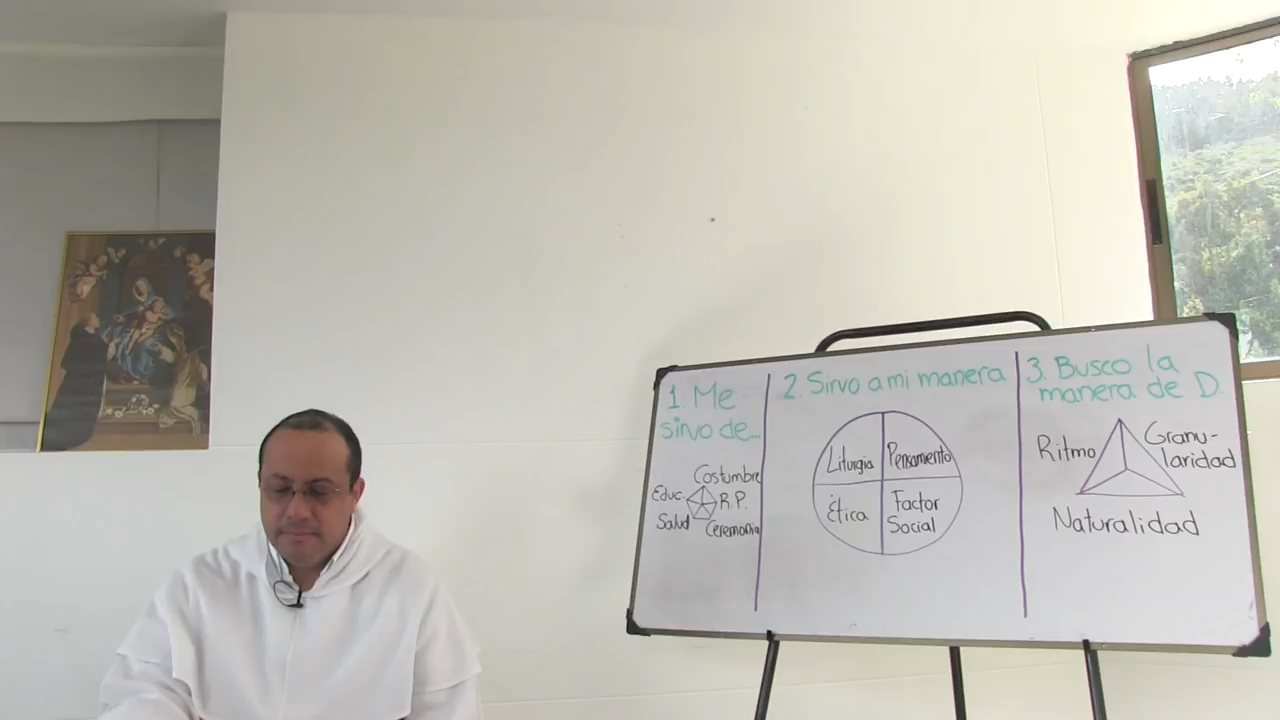 1. Me
sirvo de...
Costumbre
Educ.
R.P.
Salud
Ceremonia
2. Sirvo a mi manera
Liturgia
Pensamiento
Ética
Factor
Social
3. Busco la
manera de D.
Ritmo
Granu-
laridad
Naturalidad